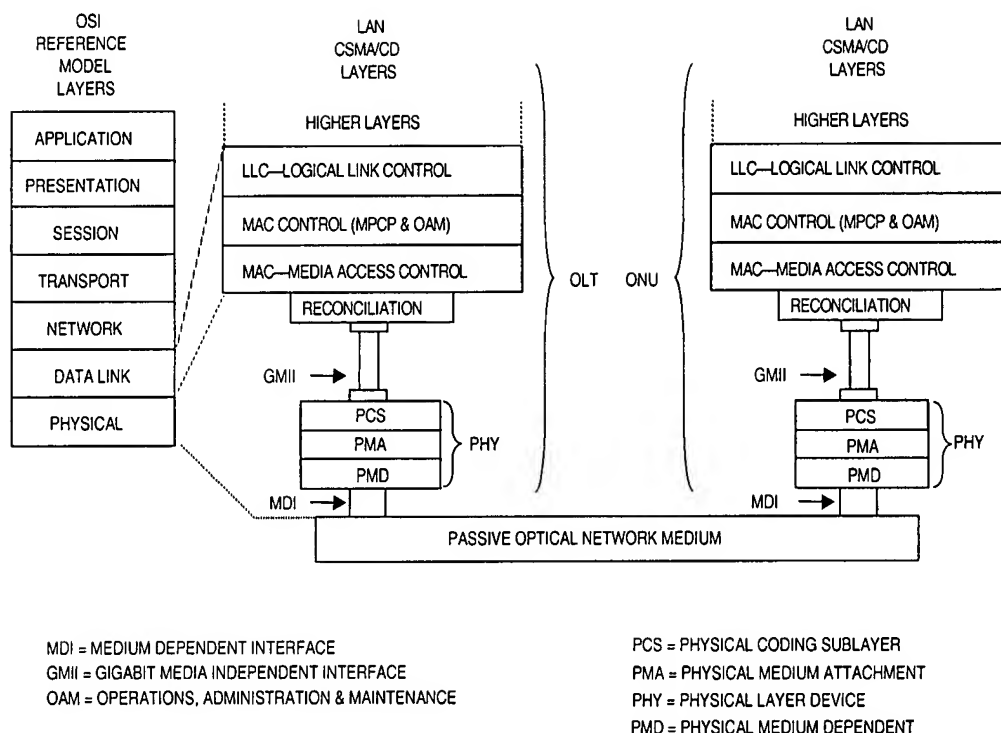 OSI
REFERENCE
MODEL
LAYERS
APPLICATION
PRESENTATION
SESSION
TRANSPORT
NETWORK
DATA LINK
PHYSICAL
LAN
CSMA/CD
LAYERS
HIGHER LAYERS
LLC—LOGICAL LINK CONTROL
MAC CONTROL (MPCP & OAM)
MAC—MEDIA ACCESS CONTROL
RECONCILIATION
GMII
PCS
PMA
PMD
PHY
MDI
OLT
ONU
LAN
CSMA/CD
LAYERS
HIGHER LAYERS
LLC—LOGICAL LINK CONTROL
MAC CONTROL (MPCP & OAM)
MAC—MEDIA ACCESS CONTROL
RECONCILIATION
GMII
PCS
PMA
PMD
PHY
MDI
PASSIVE OPTICAL NETWORK MEDIUM
MDI = MEDIUM DEPENDENT INTERFACE
GMII = GIGABIT MEDIA INDEPENDENT INTERFACE
OAM = OPERATIONS, ADMINISTRATION & MAINTENANCE
PCS = PHYSICAL CODING SUBLAYER
PMA = PHYSICAL MEDIUM ATTACHMENT
PHY = PHYSICAL LAYER DEVICE
PMD = PHYSICAL MEDIUM DEPENDENT